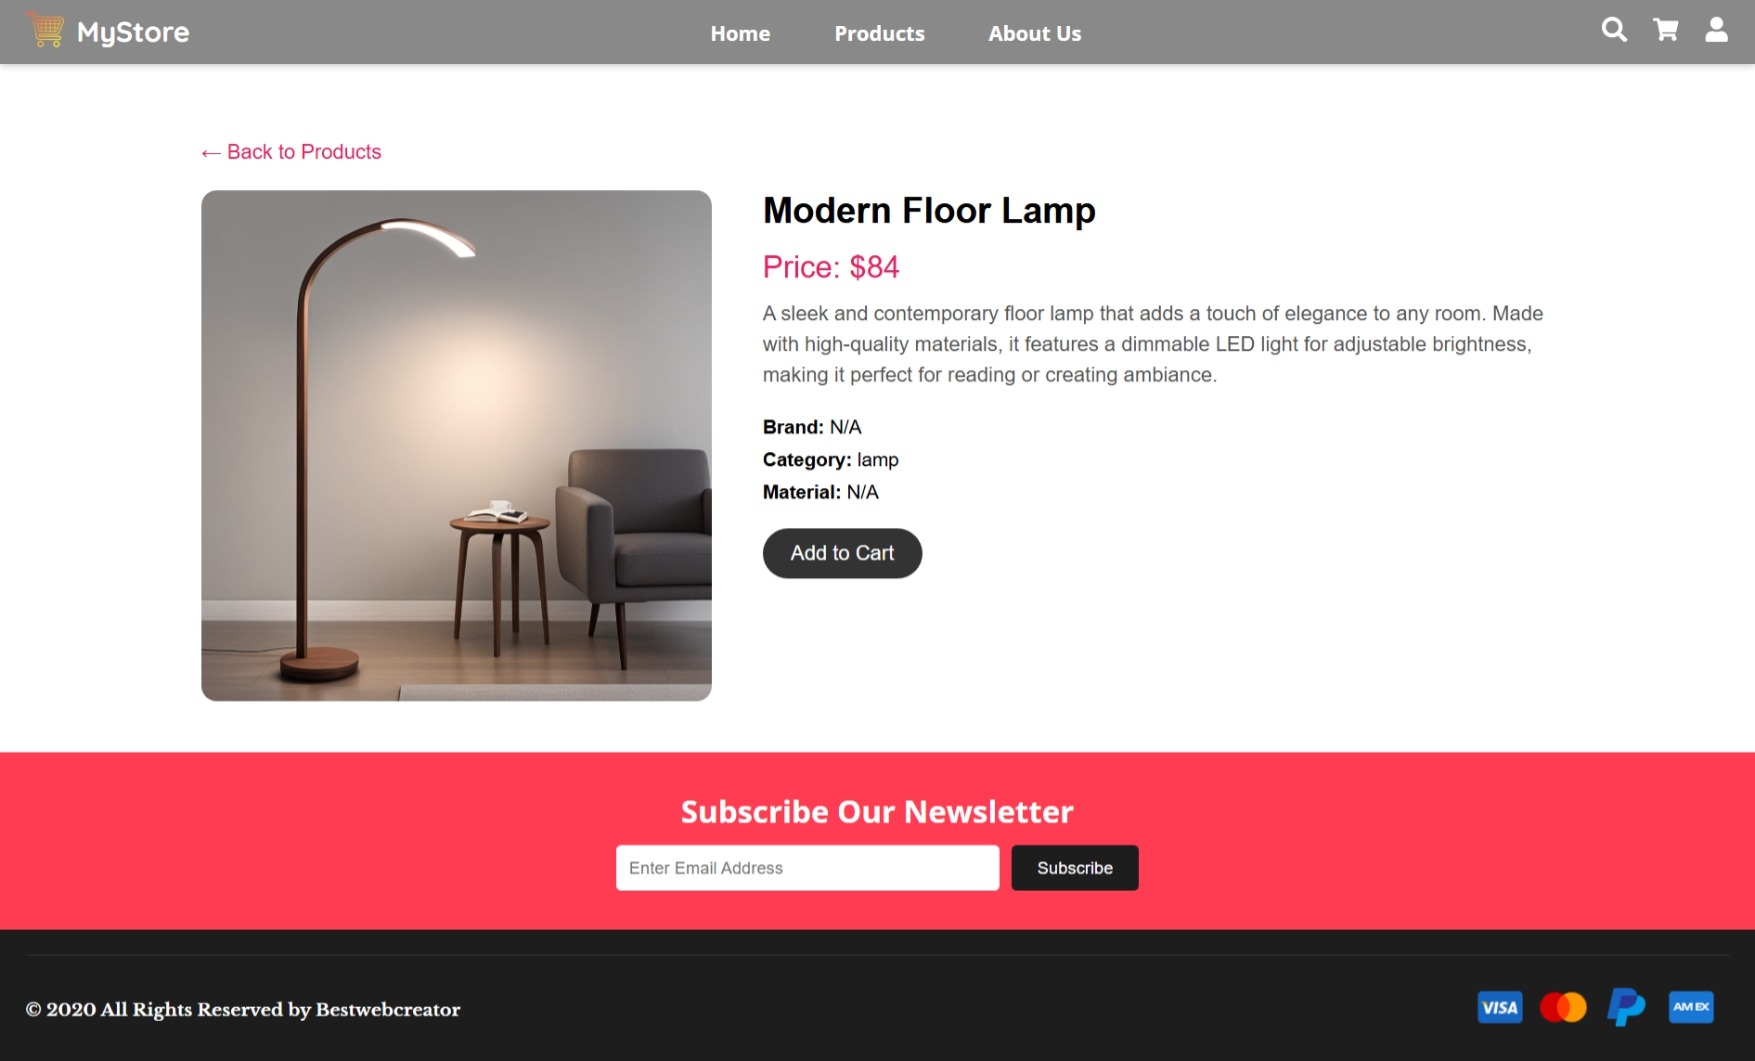 MyStore
Home
Products
About Us
← Back to Products
Modern Floor Lamp
Price: $84
A sleek and contemporary floor lamp that adds a touch of elegance to any room. Made
with high-quality materials, it features a dimmable LED light for adjustable brightness,
making it perfect for reading or creating ambiance.
Brand: N/A
Category: lamp
Material: N/A
Add to Cart
Subscribe Our Newsletter
Enter Email Address
Subscribe
© 2020 All Rights Reserved by Bestwebcreator
VISA
AMEX